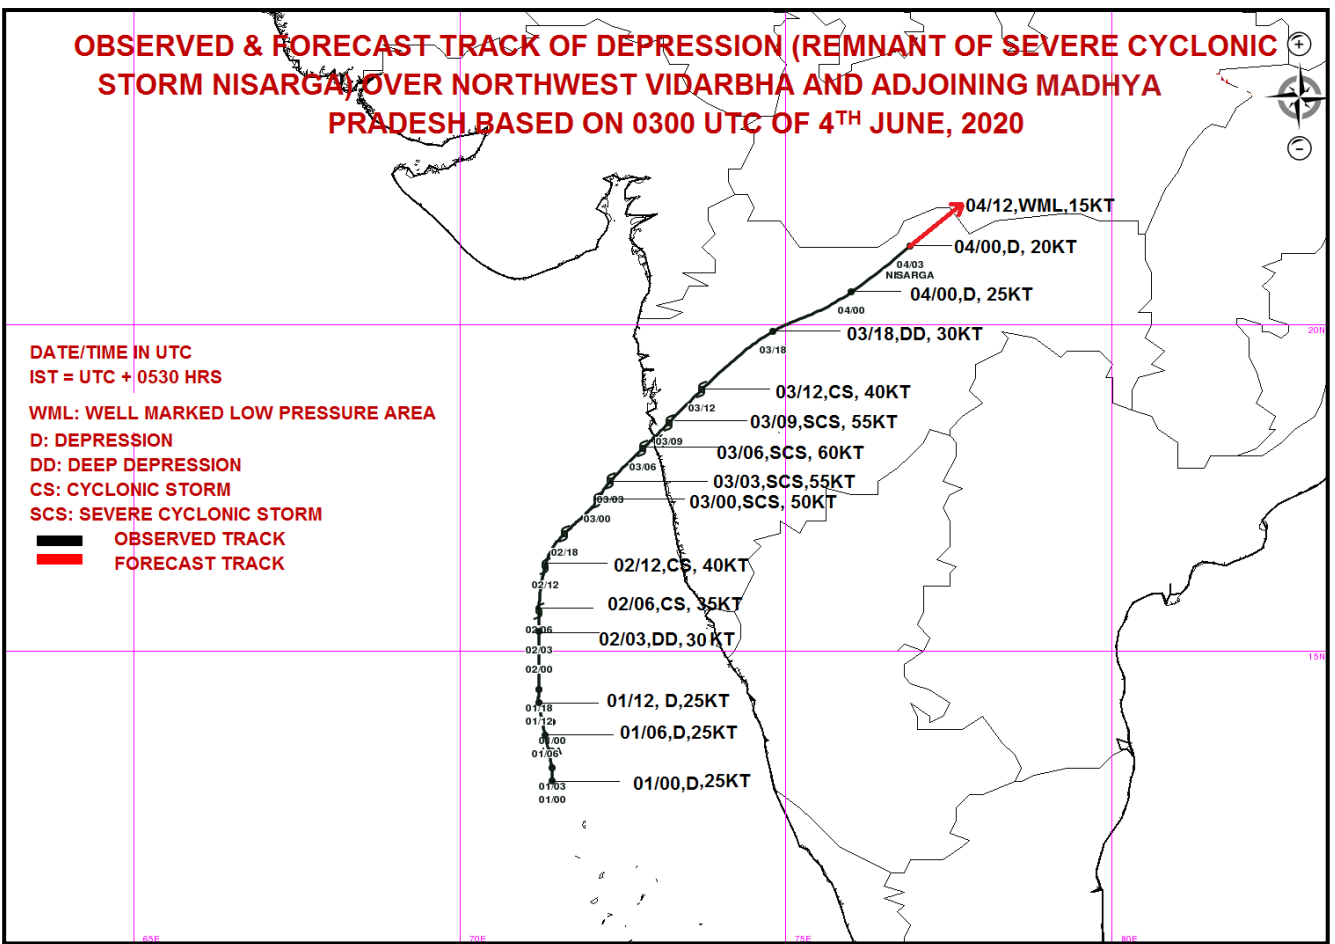 OBSERVED & FORECAST TRACK OF DEPRESSION (REMNANT OF SEVERE CYCLONIC
STORM NISARGA) OVER NORTHWEST VIDARBHA AND ADJOINING MADHYA
PRADESH BASED ON 0300 UTC OF 4TH JUNE, 2020
+
−
04/12,WML,15KT
04/00,D, 20KT
04/03
NISARGA
04/00,D, 25KT
04/00
20N
03/18,DD, 30KT
03/18
DATE/TIME IN UTC
IST = UTC + 0530 HRS
WML: WELL MARKED LOW PRESSURE AREA
D: DEPRESSION
DD: DEEP DEPRESSION
CS: CYCLONIC STORM
SCS: SEVERE CYCLONIC STORM
OBSERVED TRACK
FORECAST TRACK
03/12,CS, 40KT
03/12
03/09,SCS, 55KT
03/09
03/06,SCS, 60KT
03/06
03/03,SCS,55KT
03/03
03/00,SCS, 50KT
03/00
02/18
02/12,CS, 40KT
02/12
02/06,CS, 35KT
02/06
02/03,DD, 30KT
02/03
15N
02/00
01/12, D,25KT
01/18
01/12
01/06,D,25KT
01/00
01/06
01/00,D,25KT
01/03
01/00
65E
70E
75E
80E